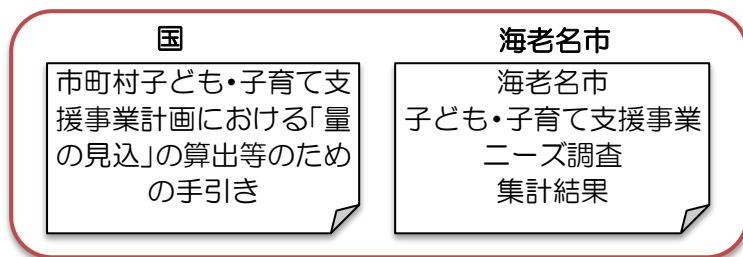 国
市町村子ども・子育て支
援事業計画における「量
の見込」の算出等のため
の手引き
海老名市
海老名市
子ども・子育て支援事業
ニーズ調査
集計結果